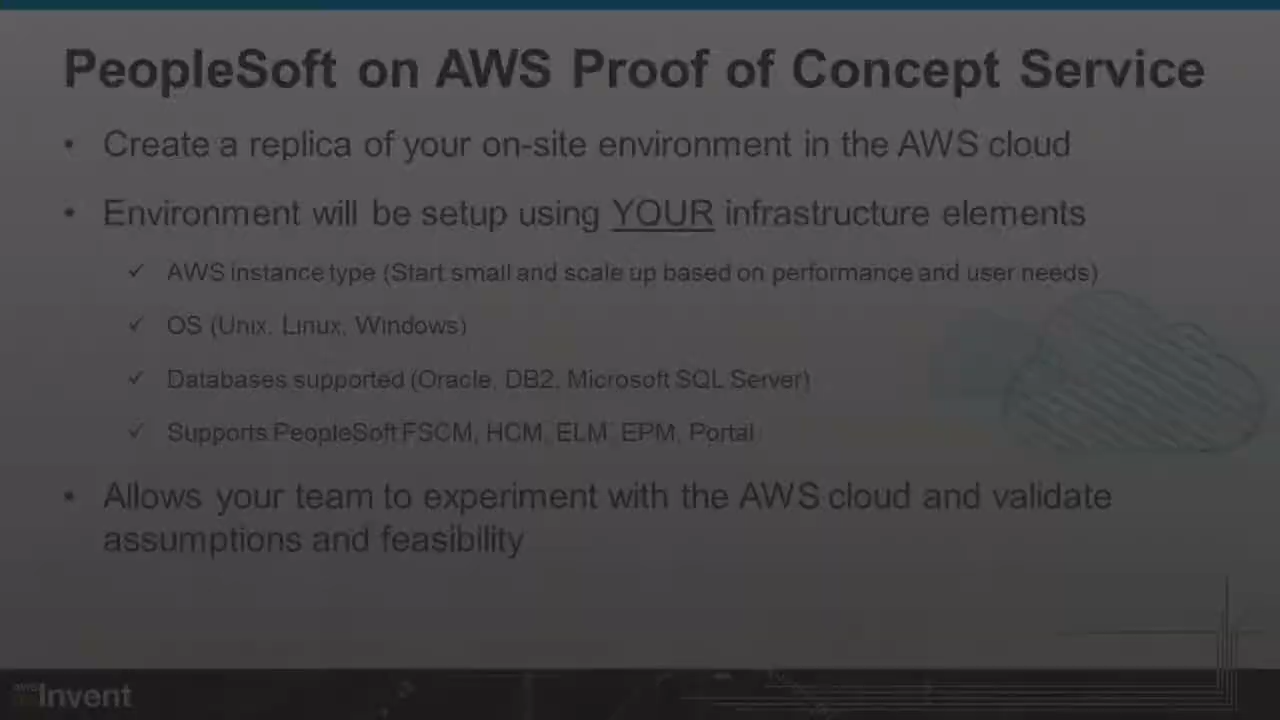 PeopleSoft on AWS Proof of Concept Service
• Create a replica of your on-site environment in the AWS cloud
• Environment will be setup using YOUR infrastructure elements
✓ AWS instance type (Start small and scale up based on performance and user needs)
✓ OS (Unix, Linux, Windows)
✓ Databases supported (Oracle, DB2, Microsoft SQL Server)
✓ Supports PeopleSoft FSCM, HCM, ELM, EPM, Portal
• Allows your team to experiment with the AWS cloud and validate
assumptions and feasibility
Invent